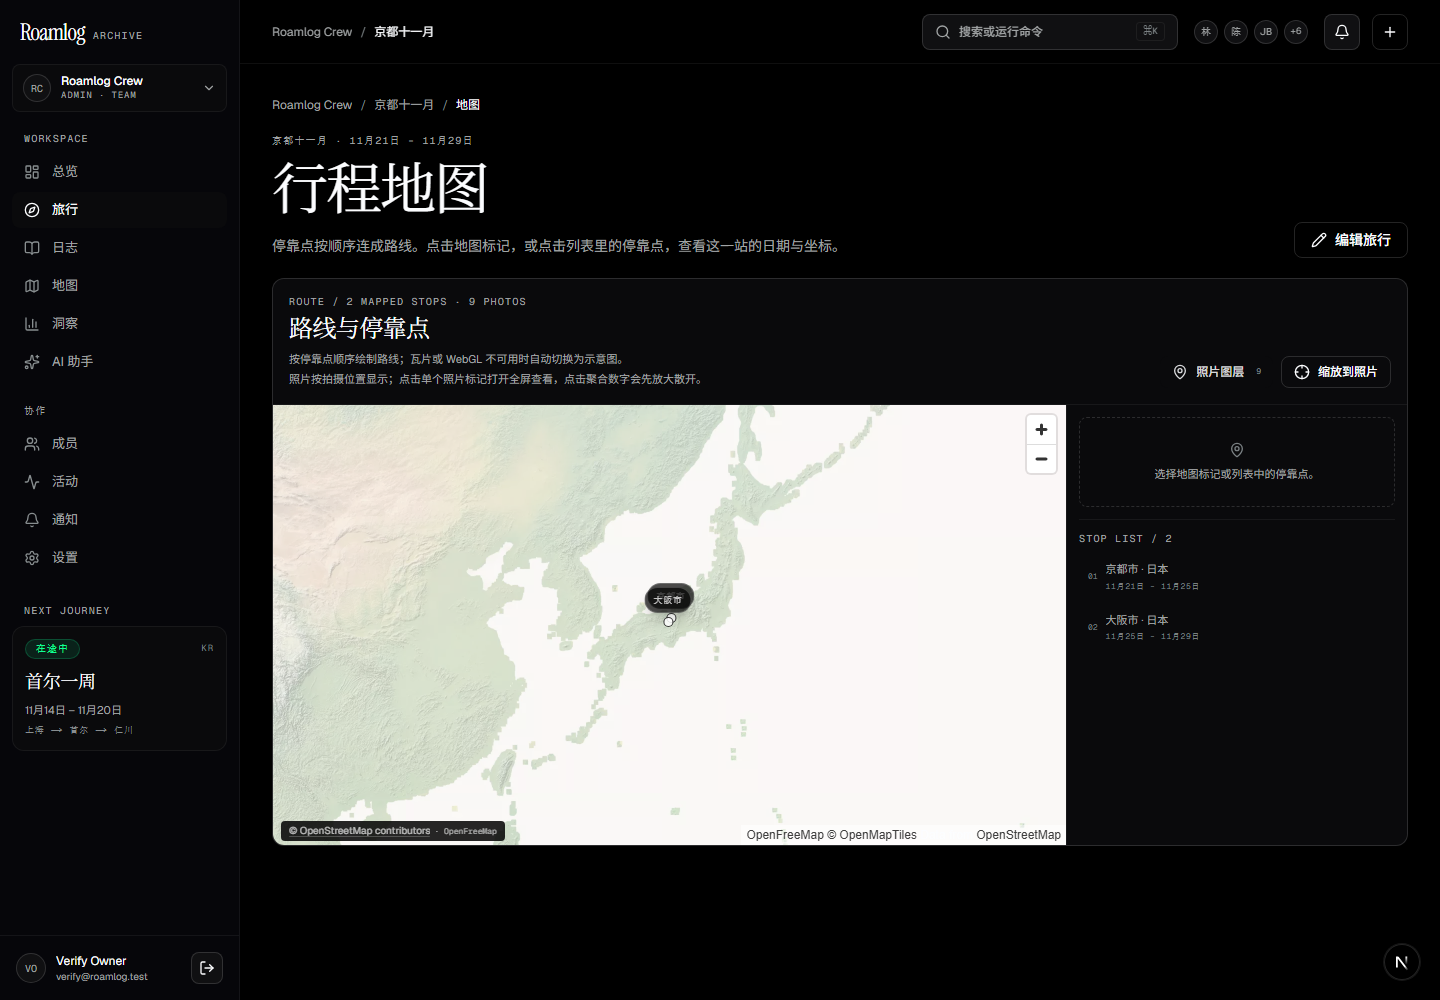 Roamlog ARCHIVE
RC
Roamlog Crew
ADMIN · TEAM
WORKSPACE
总览
旅行
日志
地图
洞察
AI 助手
协作
成员
活动
通知
设置
NEXT JOURNEY
在途中
KR
首尔一周
11月14日 – 11月20日
上海 → 首尔 → 仁川
VO
Verify Owner
verify@roamlog.test
Roamlog Crew / 京都十一月
搜索或运行命令
⌘K
林
陈
JB
+6
Roamlog Crew / 京都十一月 / 地图
京都十一月 · 11月21日 – 11月29日
行程地图
停靠点按顺序连成路线。点击地图标记，或点击列表里的停靠点，查看这一站的日期与坐标。
编辑旅行
ROUTE / 2 MAPPED STOPS · 9 PHOTOS
路线与停靠点
按停靠点顺序绘制路线；瓦片或 WebGL 不可用时自动切换为示意图。
照片按拍摄位置显示；点击单个照片标记打开全屏查看，点击聚合数字会先放大散开。
照片图层 9
缩放到照片
大阪市
© OpenStreetMap contributors · OpenFreeMap
OpenFreeMap © OpenMapTiles
OpenStreetMap
选择地图标记或列表中的停靠点。
STOP LIST / 2
01
京都市 · 日本
11月21日 – 11月25日
02
大阪市 · 日本
11月25日 – 11月29日
N